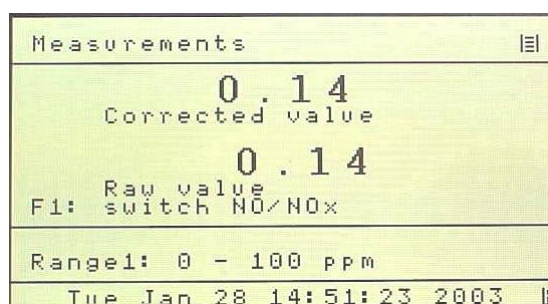 Measurements
0.14
Corrected value
0.14
Raw value
F1: switch NO/NOx
Range1: 0 - 100 ppm
Tue Jan 28 14:51:23 2003